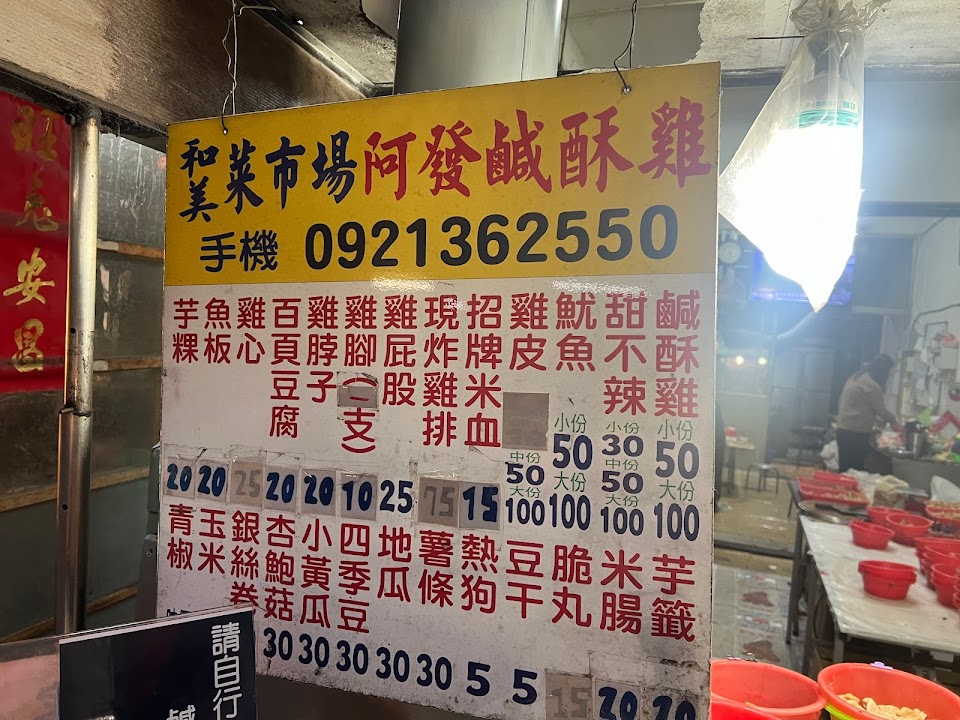 和美菜市場阿發鹹酥雞
手機 0921362550
鹹酥雞 小份 50 大份 100
甜不辣 小份 30 中份 50 大份 100
魷魚 小份 50 大份 100
雞皮 中份 50 大份 100
招牌米血 15
現炸雞排 75
雞屁股 25
雞腳(支) 10
雞脖子 20
百頁豆腐 20
雞心 25
魚板 20
芋粿 20
芋籤 20
米腸 20
脆丸 15
豆干 5
熱狗 5
薯條 30
地瓜 30
四季豆 30
小黃瓜 30
杏鮑菇 30
銀絲卷
玉米
青椒
請自行
鹹
安昌